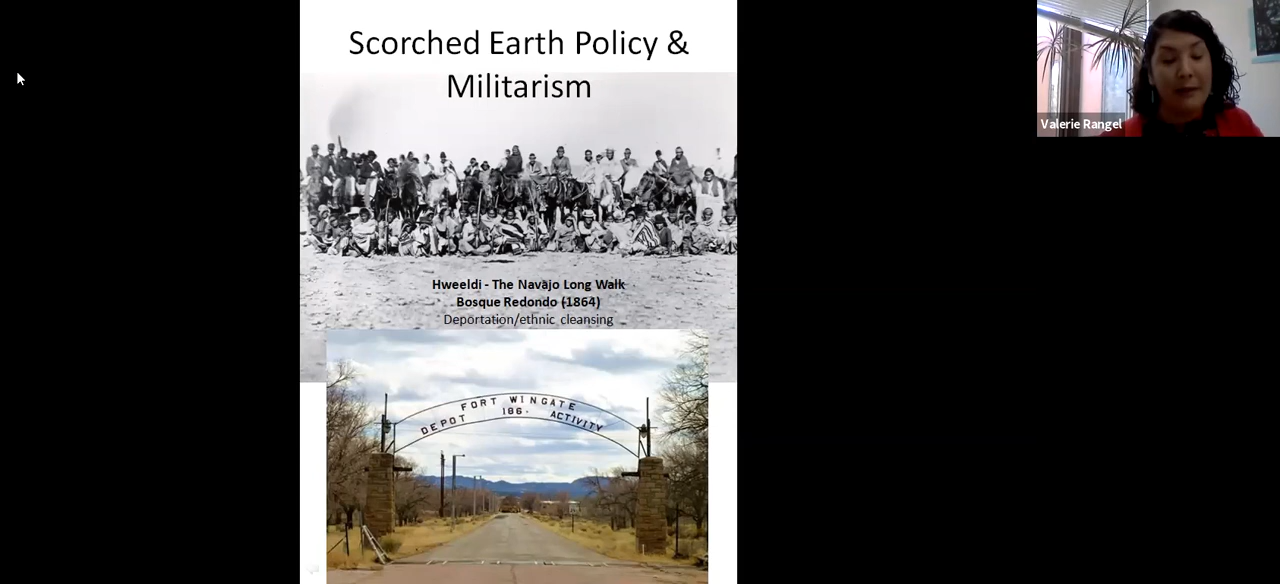 Scorched Earth Policy &
Militarism
Hweeldi - The Navajo Long Walk
Bosque Redondo (1864)
Deportation/ethnic cleansing
FORT WINGATE
DEPOT 186 ACTIVITY
Valerie Rangel